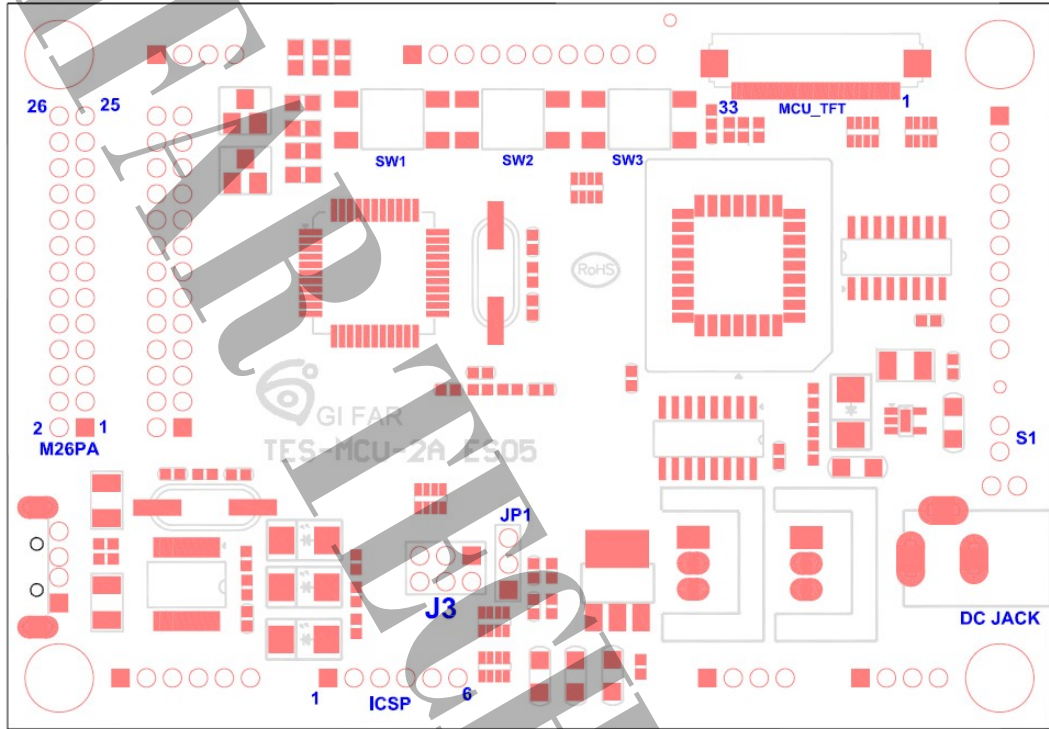 26 25
33 MCU_TFT 1
SW1 SW2 SW3
RoHS
GI FAR
TES-MCU-2A ES05
2 1
M26PA
S1
JP1
J3
DC JACK
1 ICSP 6